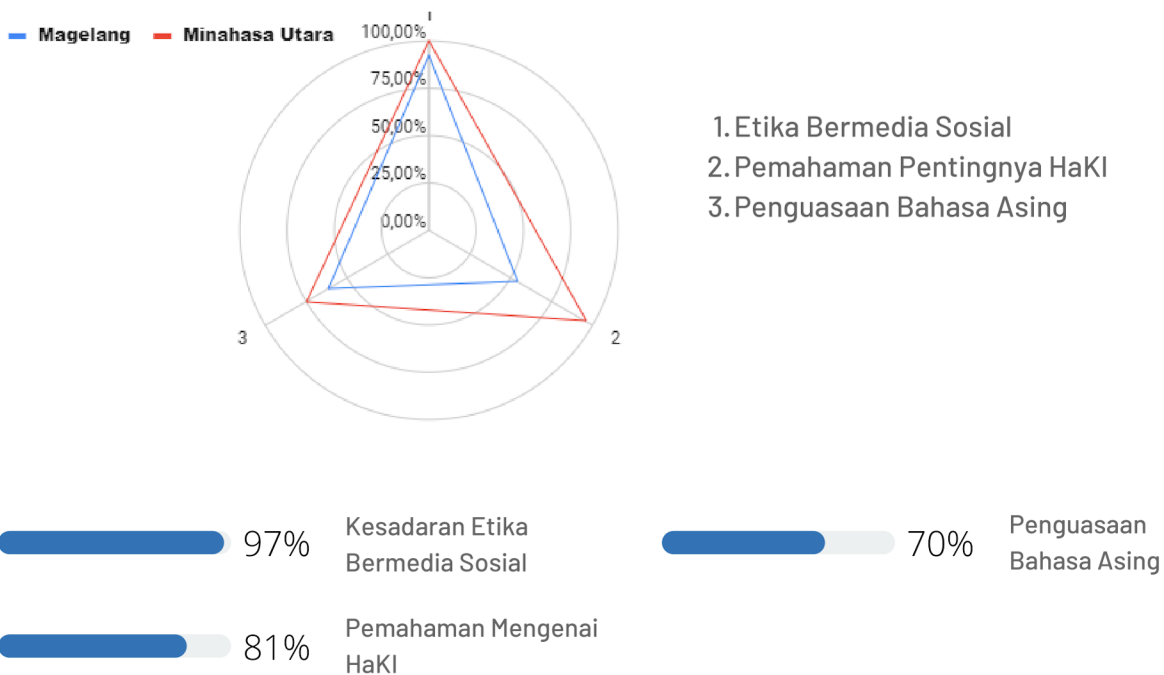 Magelang
Minahasa Utara
1
100,00%
75,00%
50,00%
25,00%
0,00%
3
2
1. Etika Bermedia Sosial
2. Pemahaman Pentingnya HaKI
3. Penguasaan Bahasa Asing
97%
Kesadaran Etika
Bermedia Sosial
70%
Penguasaan
Bahasa Asing
81%
Pemahaman Mengenai
HaKI